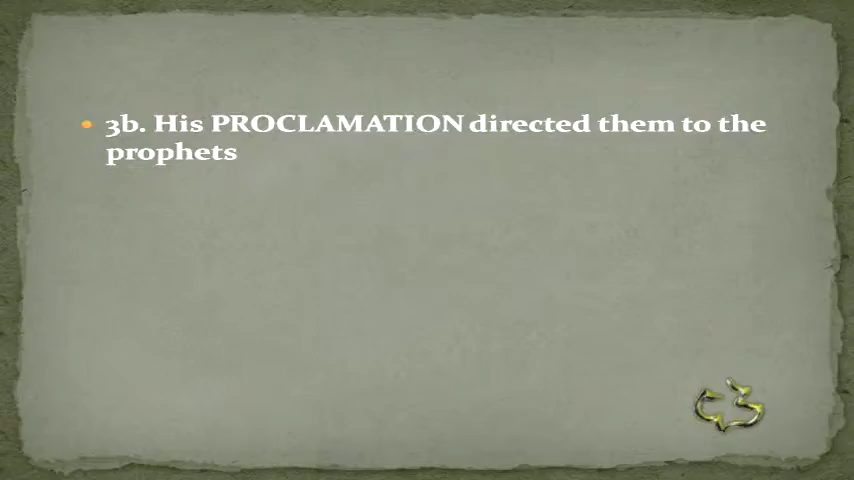 • 3b. His PROCLAMATION directed them to the
prophets